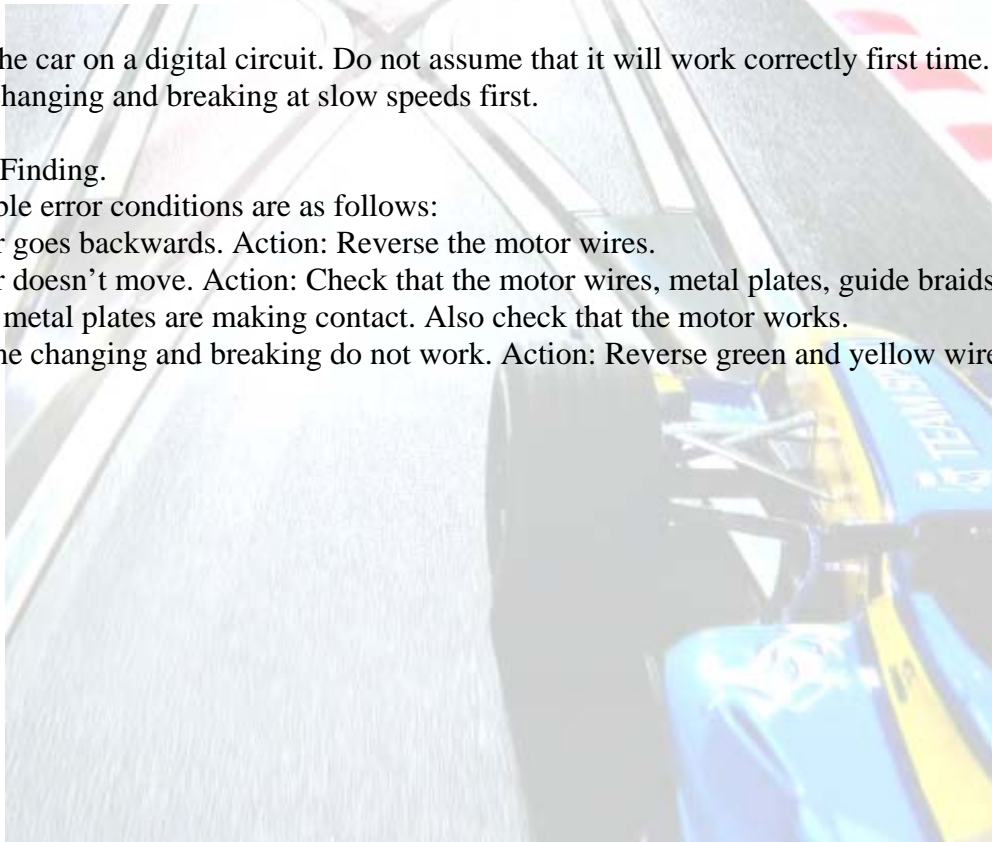 he car on a digital circuit. Do not assume that it will work correctly first time.
hanging and breaking at slow speeds first.
Finding.
ble error conditions are as follows:
r goes backwards. Action: Reverse the motor wires.
r doesn’t move. Action: Check that the motor wires, metal plates, guide braids
metal plates are making contact. Also check that the motor works.
ne changing and breaking do not work. Action: Reverse green and yellow wire
TEAM